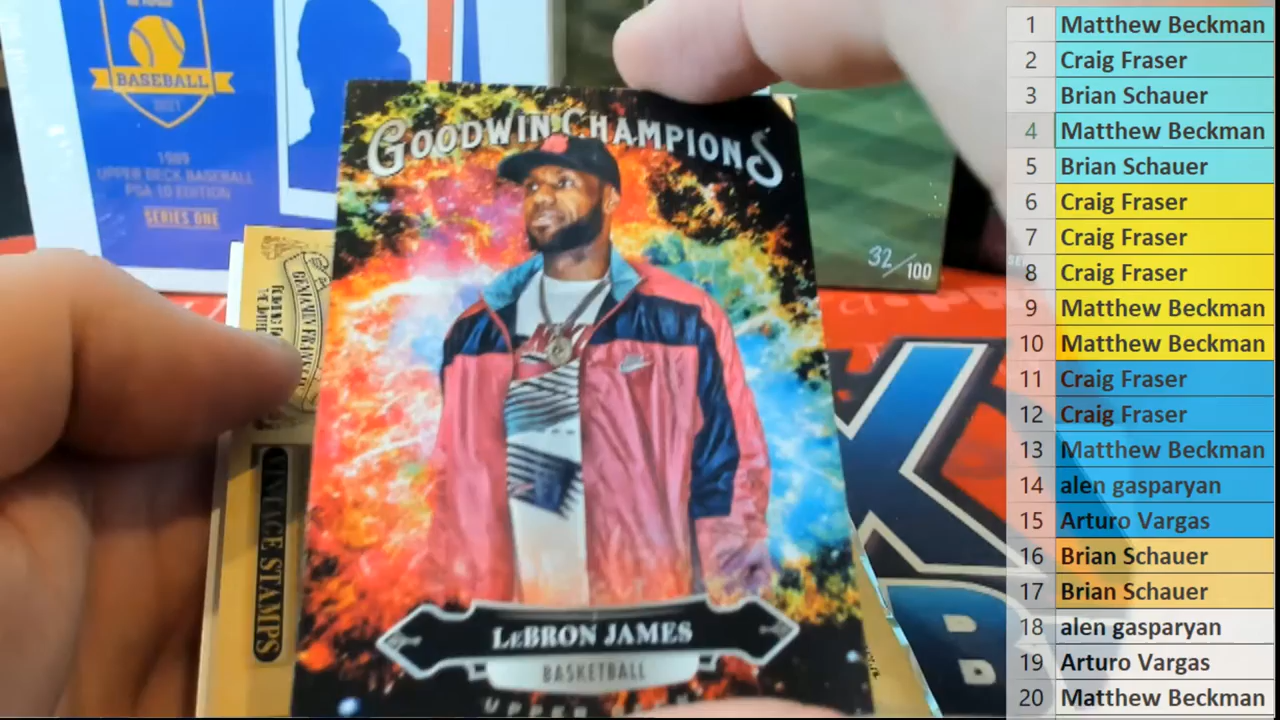 BASEBALL
2021
1989
UPPER BECK BASEBALL
PSA 10 EDITION
SERIES ONE
GOODWIN CHAMPIONS
32/100
VINTAGE STAMPS
LEBRON JAMES
BASKETBALL
UPPER
1 Matthew Beckman
2 Craig Fraser
3 Brian Schauer
4 Matthew Beckman
5 Brian Schauer
6 Craig Fraser
7 Craig Fraser
8 Craig Fraser
9 Matthew Beckman
10 Matthew Beckman
11 Craig Fraser
12 Craig Fraser
13 Matthew Beckman
14 alen gasparyan
15 Arturo Vargas
16 Brian Schauer
17 Brian Schauer
18 alen gasparyan
19 Arturo Vargas
20 Matthew Beckman